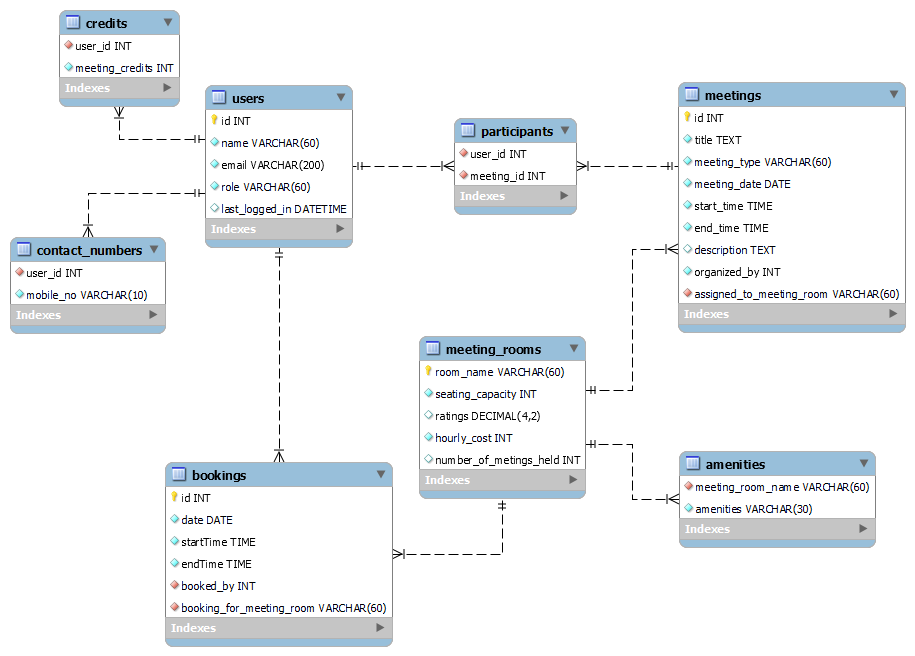 credits
user_id INT
meeting_credits INT
Indexes
users
id INT
name VARCHAR(60)
email VARCHAR(200)
role VARCHAR(60)
last_logged_in DATETIME
Indexes
contact_numbers
user_id INT
mobile_no VARCHAR(10)
Indexes
participants
user_id INT
meeting_id INT
Indexes
meetings
id INT
title TEXT
meeting_type VARCHAR(60)
meeting_date DATE
start_time TIME
end_time TIME
description TEXT
organized_by INT
assigned_to_meeting_room VARCHAR(60)
Indexes
meeting_rooms
room_name VARCHAR(60)
seating_capacity INT
ratings DECIMAL(4,2)
hourly_cost INT
number_of_metings_held INT
Indexes
amenities
meeting_room_name VARCHAR(60)
amenities VARCHAR(30)
Indexes
bookings
id INT
date DATE
startTime TIME
endTime TIME
booked_by INT
booking_for_meeting_room VARCHAR(60)
Indexes